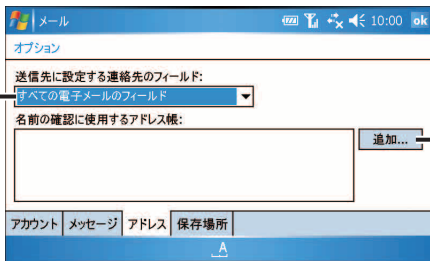 メール 10:00 ok
オプション
送信先に設定する連絡先のフィールド:
すべての電子メールのフィールド
名前の確認に使用するアドレス帳:
追加...
アカウント メッセージ アドレス 保存場所
A